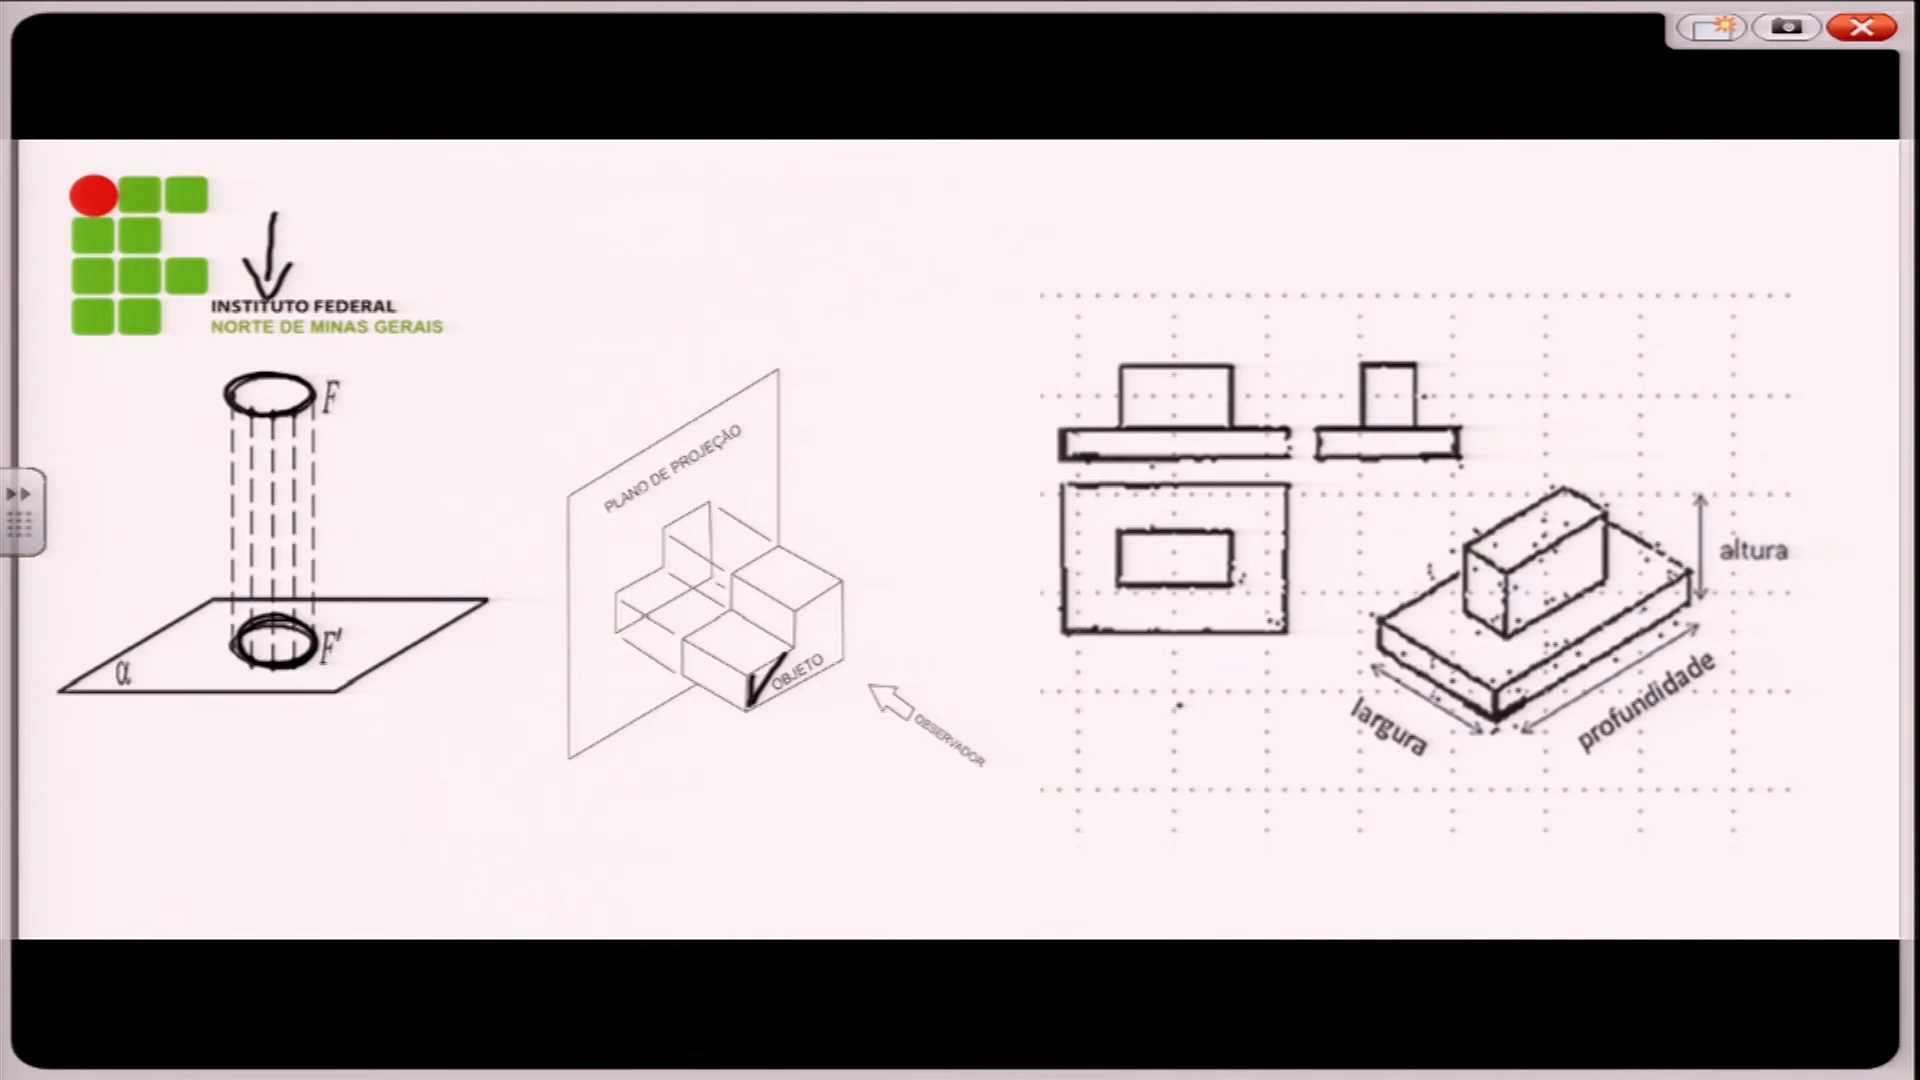 INSTITUTO FEDERAL
NORTE DE MINAS GERAIS
F
F'
α
PLANO DE PROJEÇÃO
OBJETO
OBSERVADOR
altura
largura
profundidade